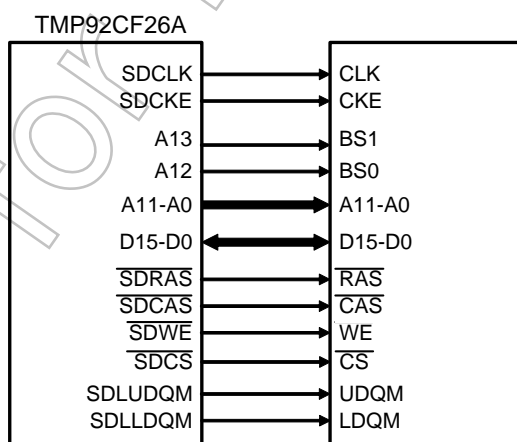 TMP92CF26A
SDCLK CLK
SDCKE CKE
A13 BS1
A12 BS0
A11-A0 A11-A0
D15-D0 D15-D0
SDRAS RAS
SDCAS CAS
SDWE WE
SDCS CS
SDLUDQM UDQM
SDLLDQM LDQM